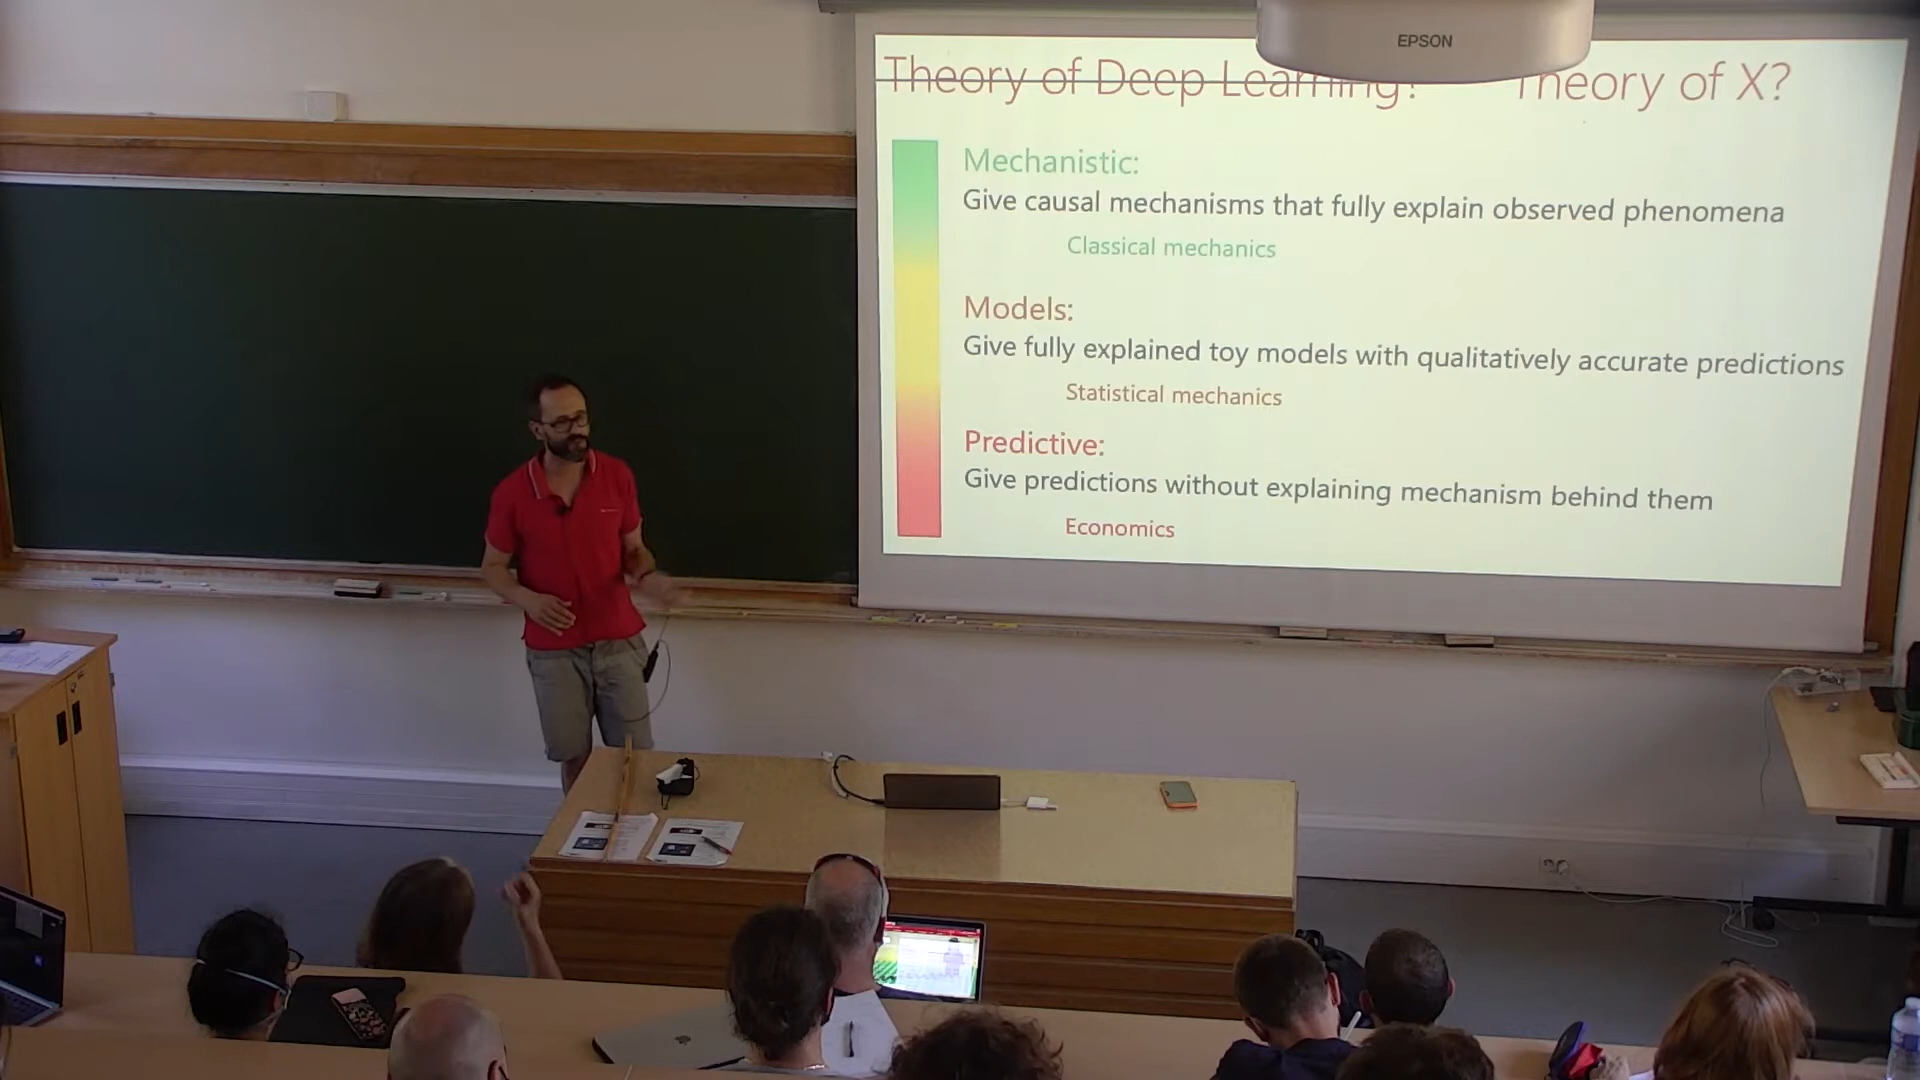 EPSON
Theory of Deep Learning? Theory of X?
Mechanistic:
Give causal mechanisms that fully explain observed phenomena
Classical mechanics
Models:
Give fully explained toy models with qualitatively accurate predictions
Statistical mechanics
Predictive:
Give predictions without explaining mechanism behind them
Economics